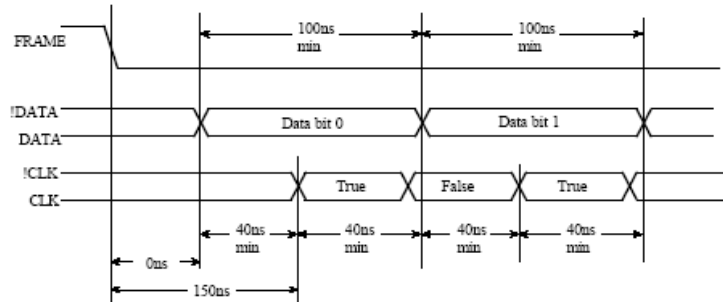 100ns
min
100ns
min
FRAME
!DATA
DATA
Data bit 0
Data bit 1
!CLK
CLK
True
False
True
40ns
min
40ns
min
40ns
min
40ns
min
0ns
150ns